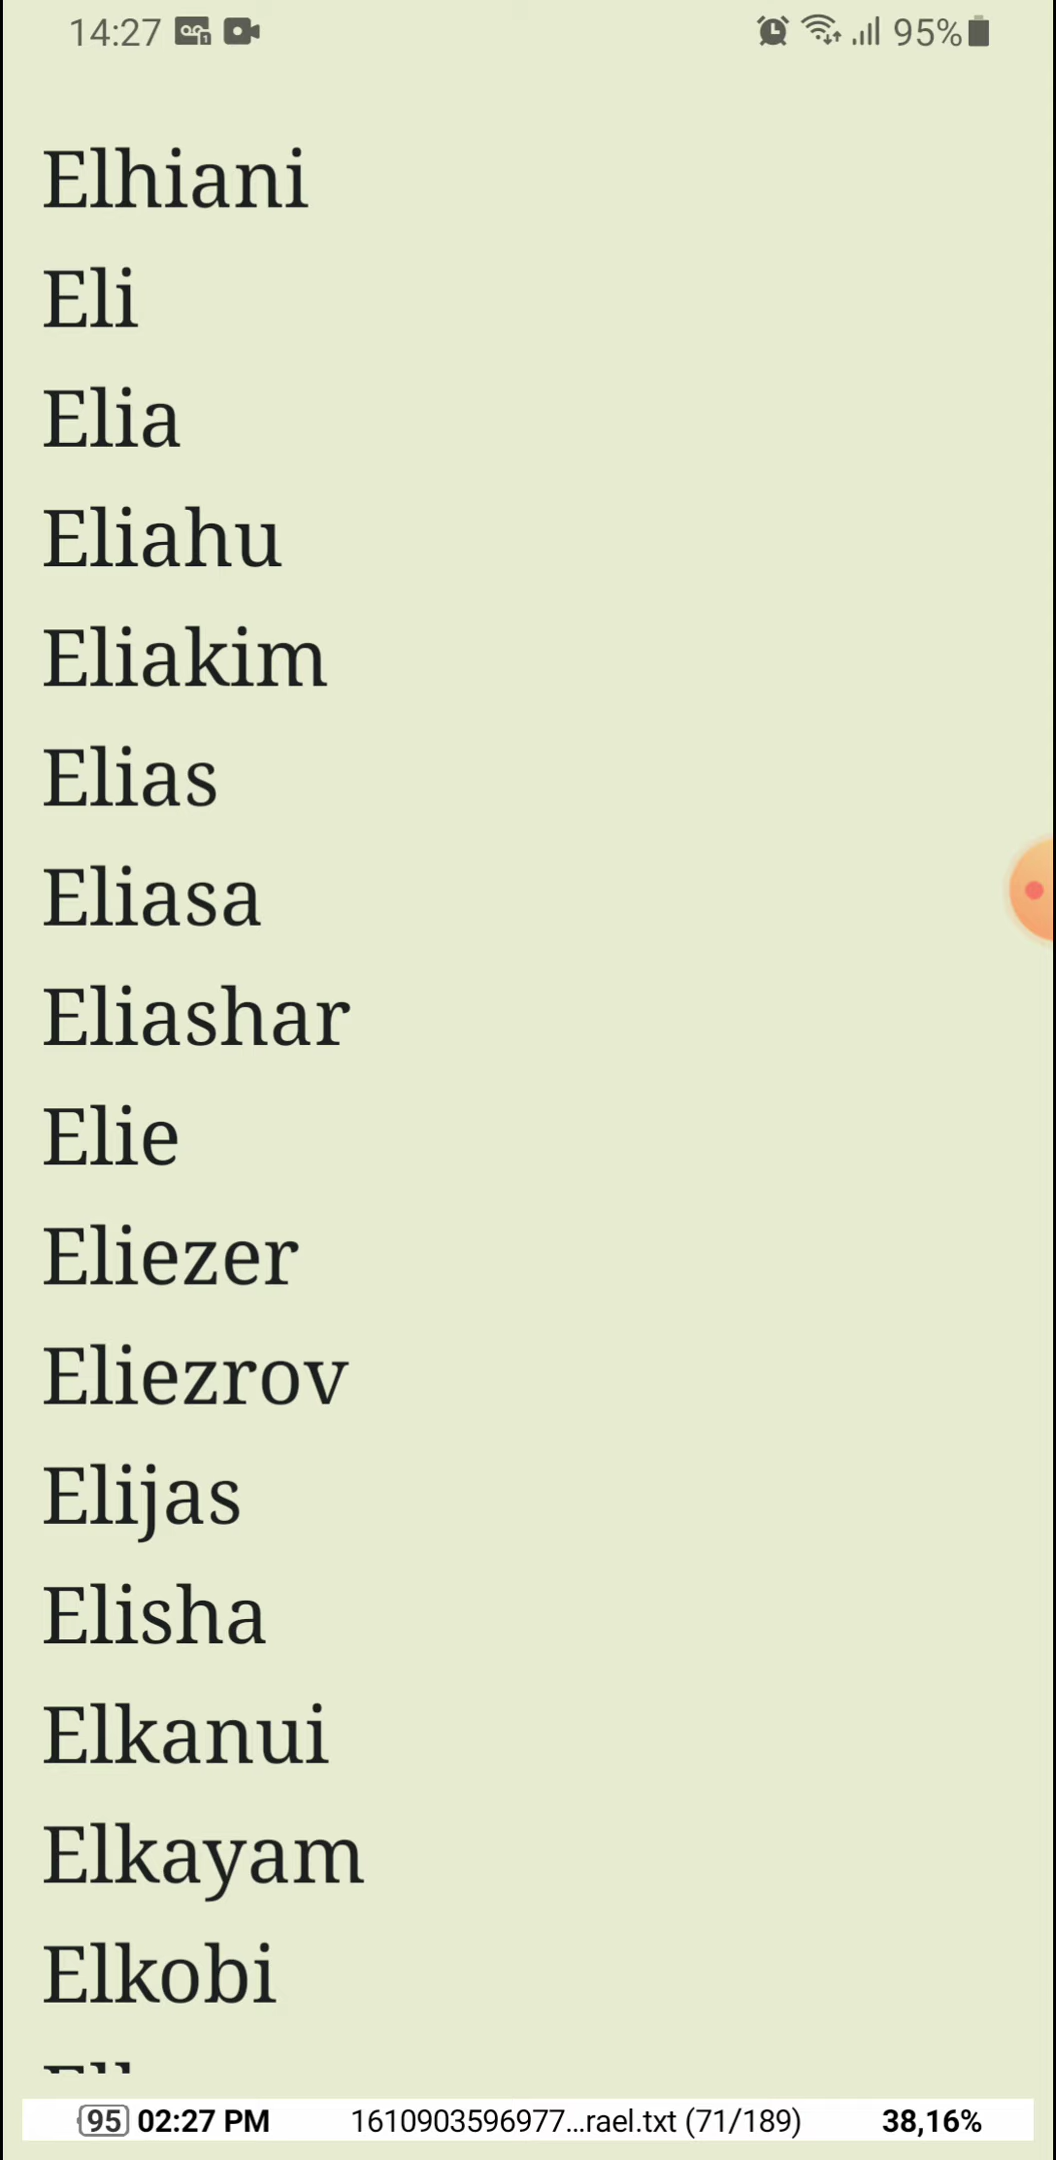 14:27 95%
Elhiani
Eli
Elia
Eliahu
Eliakim
Elias
Eliasa
Eliashar
Elie
Eliezer
Eliezrov
Elijas
Elisha
Elkanui
Elkayam
Elkobi
95 02:27 PM 1610903596977...rael.txt (71/189) 38,16%